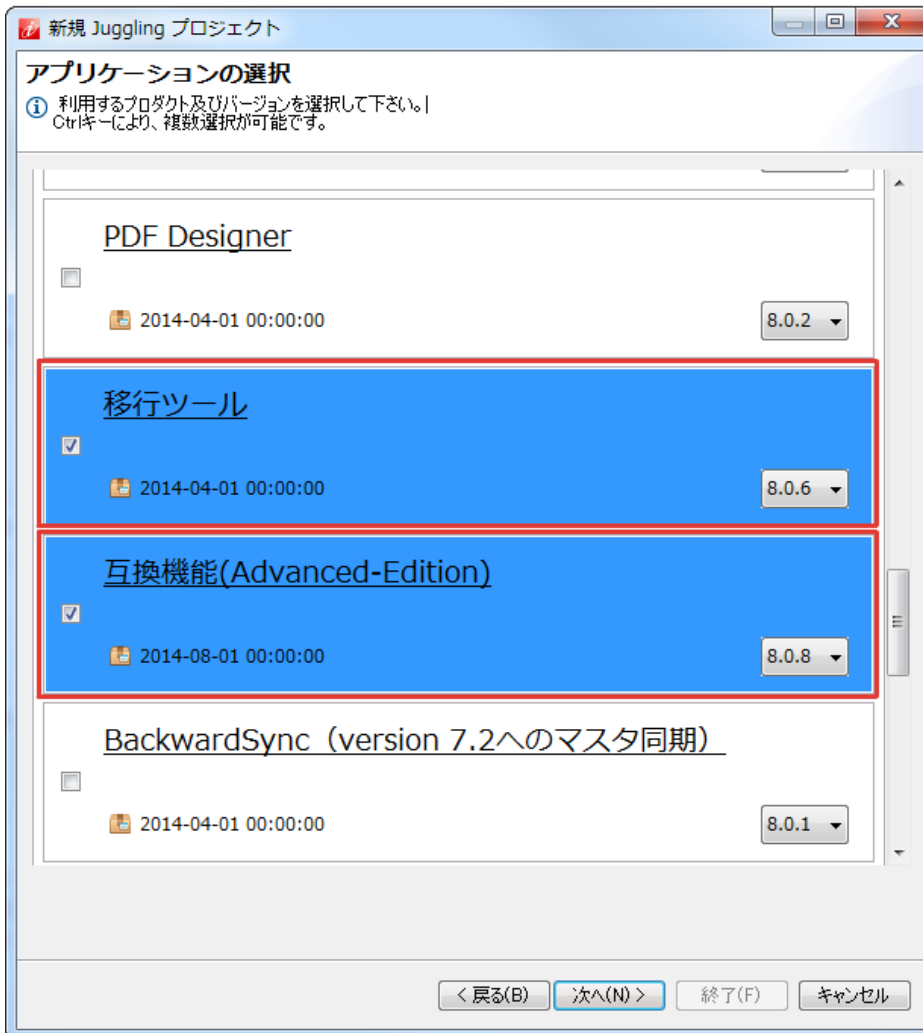 新規 Juggling プロジェクト
アプリケーションの選択
利用するプロダクト及びバージョンを選択して下さい。
Ctrlキーにより、複数選択が可能です。
PDF Designer
2014-04-01 00:00:00
8.0.2
移行ツール
2014-04-01 00:00:00
8.0.6
互換機能(Advanced-Edition)
2014-08-01 00:00:00
8.0.8
BackwardSync（version 7.2へのマスタ同期）
2014-04-01 00:00:00
8.0.1
< 戻る(B)
次へ(N) >
終了(F)
キャンセル